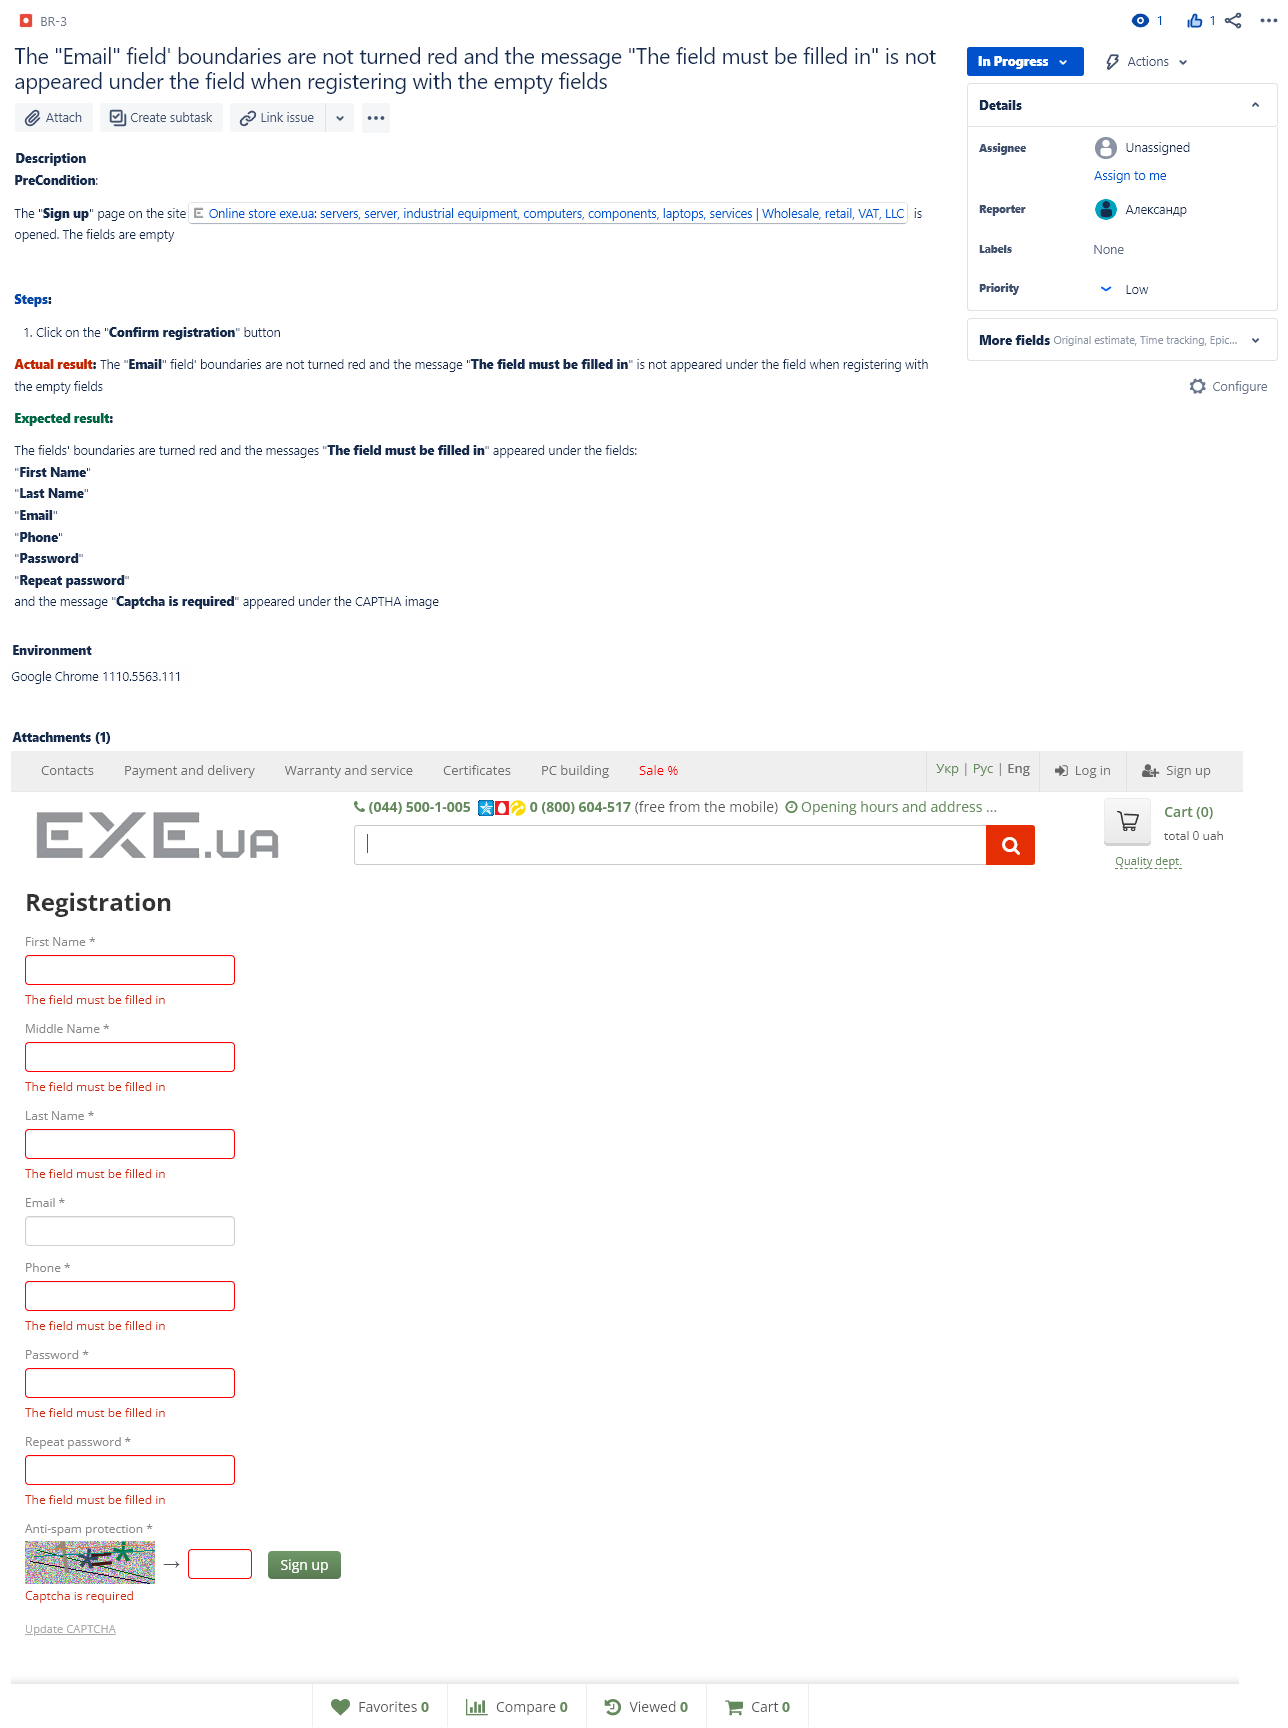 BR-3
1
1
The "Email" field' boundaries are not turned red and the message "The field must be filled in" is not
appeared under the field when registering with the empty fields
In Progress
Actions
Attach
Create subtask
Link issue
Details
Assignee
Unassigned
Assign to me
Reporter
Александр
Labels
None
Priority
Low
More fields Original estimate, Time tracking, Epic...
Configure
Description
PreCondition:
The "Sign up" page on the site E Online store exe.ua: servers, server, industrial equipment, computers, components, laptops, services | Wholesale, retail, VAT, LLC is
opened. The fields are empty
Steps:
1. Click on the "Confirm registration" button
Actual result: The "Email" field' boundaries are not turned red and the message "The field must be filled in" is not appeared under the field when registering with
the empty fields
Expected result:
The fields' boundaries are turned red and the messages "The field must be filled in" appeared under the fields:
"First Name"
"Last Name"
"Email"
"Phone"
"Password"
"Repeat password"
and the message "Captcha is required" appeared under the CAPTHA image
Environment
Google Chrome 1110.5563.111
Attachments (1)
Contacts
Payment and delivery
Warranty and service
Certificates
PC building
Sale %
Укр | Рус | Eng
Log in
Sign up
EXE.UA
(044) 500-1-005 0 (800) 604-517 (free from the mobile) Opening hours and address ...
Cart (0)
total 0 uah
Quality dept.
Registration
First Name *
The field must be filled in
Middle Name *
The field must be filled in
Last Name *
The field must be filled in
Email *
Phone *
The field must be filled in
Password *
The field must be filled in
Repeat password *
The field must be filled in
Anti-spam protection *
→
Sign up
Captcha is required
Update CAPTCHA
Favorites 0
Compare 0
Viewed 0
Cart 0